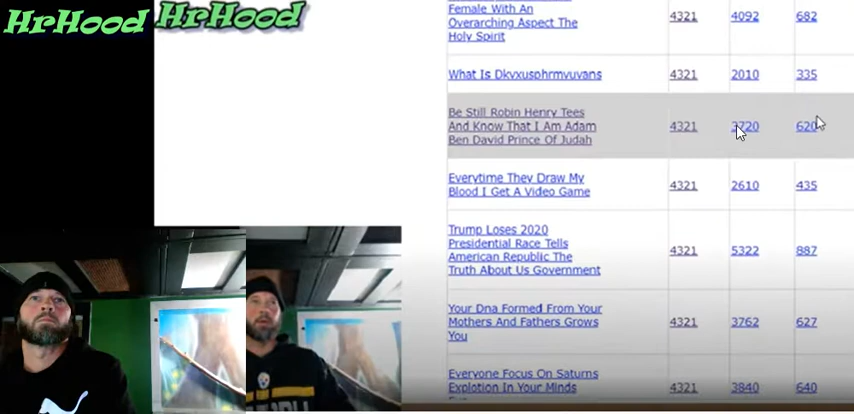 HrHood HrHood
Female With An
Overarching Aspect The
Holy Spirit
4321 4092 682
What Is Dkvxusphrmvuvans 4321 2010 335
Be Still Robin Henry Tees
And Know That I Am Adam
Ben David Prince Of Judah
4321 3720 620
Everytime They Draw My
Blood I Get A Video Game
4321 2610 435
Trump Loses 2020
Presidential Race Tells
American Republic The
Truth About Us Government
4321 5322 887
Your Dna Formed From Your
Mothers And Fathers Grows
You
4321 3762 627
Everyone Focus On Saturns
Explotion In Your Minds
4321 3840 640